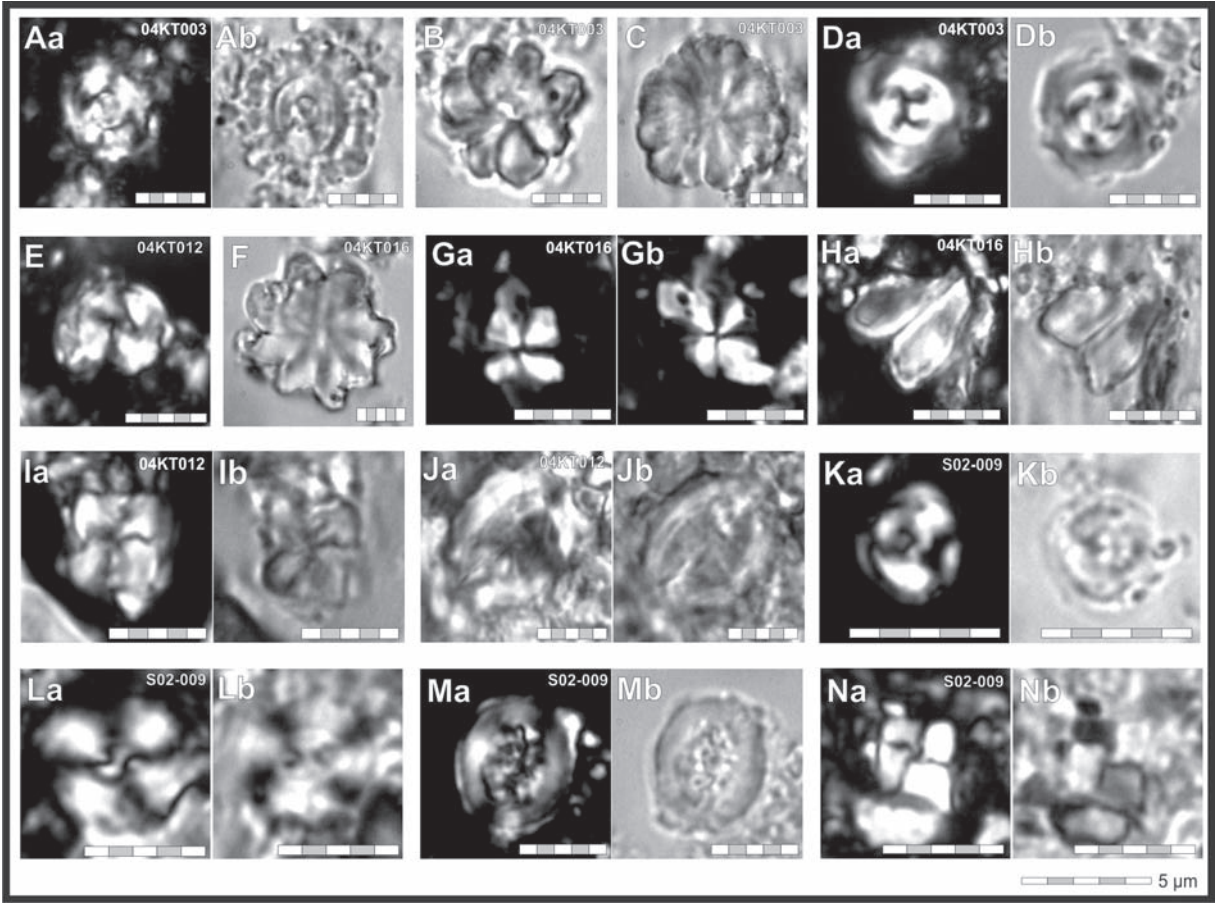 Aa 04KT003 Ab B 04KT003 C 04KT003 Da 04KT003 Db
E 04KT012 F 04KT016 Ga 04KT016 Gb Ha 04KT016 Hb
Ia 04KT012 Ib Ja 04KT012 Jb Ka S02-009 Kb
La S02-009 Lb Ma S02-009 Mb Na S02-009 Nb
5 µm